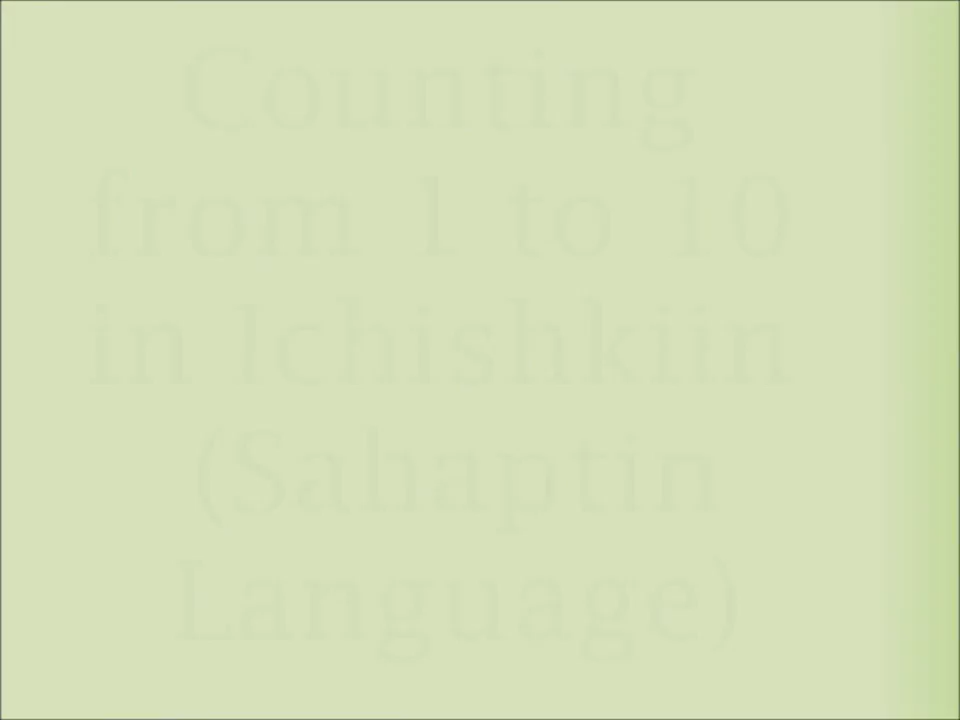 Counting
from 1 to 10
in Ichishkiin
(Sahaptin
Language)